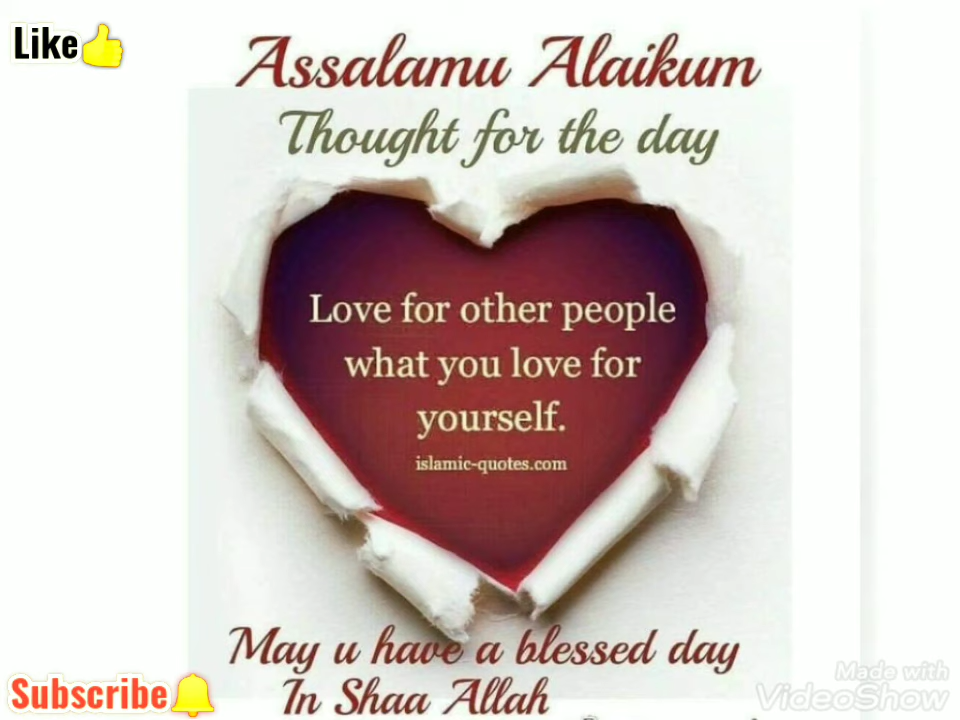 Like
Assalamu Alaikum
Thought for the day
Love for other people
what you love for
yourself.
islamic-quotes.com
May u have a blessed day
In Shaa Allah
Subscribe
Made with
VideoShow